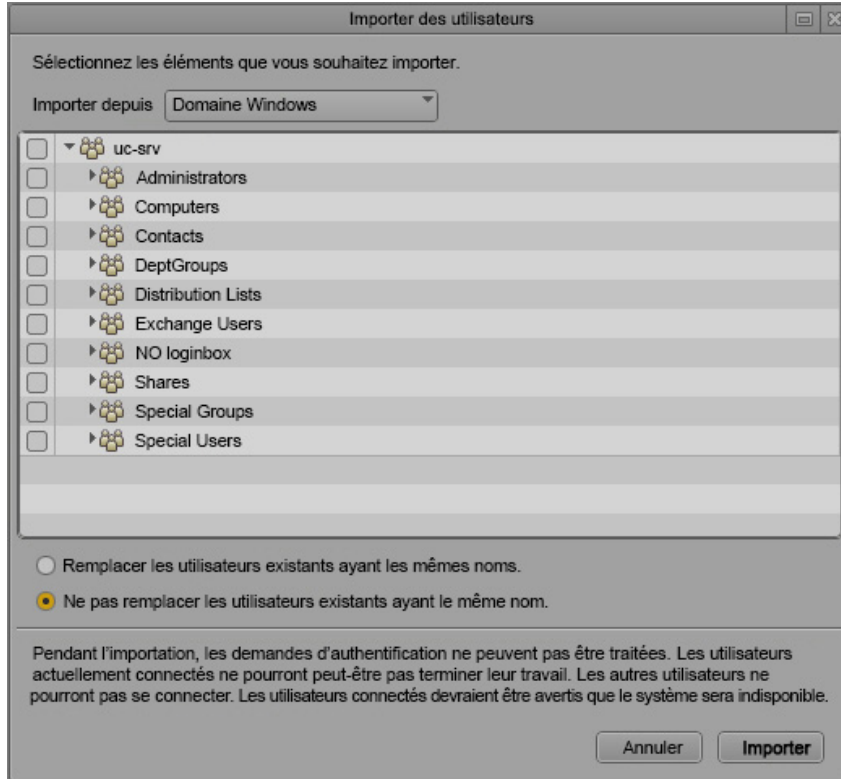 Importer des utilisateurs
Sélectionnez les éléments que vous souhaitez importer.
Importer depuis Domaine Windows
uc-srv
Administrators
Computers
Contacts
DeptGroups
Distribution Lists
Exchange Users
NO loginbox
Shares
Special Groups
Special Users
Remplacer les utilisateurs existants ayant les mêmes noms.
Ne pas remplacer les utilisateurs existants ayant le même nom.
Pendant l'importation, les demandes d'authentification ne peuvent pas être traitées. Les utilisateurs
actuellement connectés ne pourront peut-être pas terminer leur travail. Les autres utilisateurs ne
pourront pas se connecter. Les utilisateurs connectés devraient être avertis que le système sera indisponible.
Annuler Importer